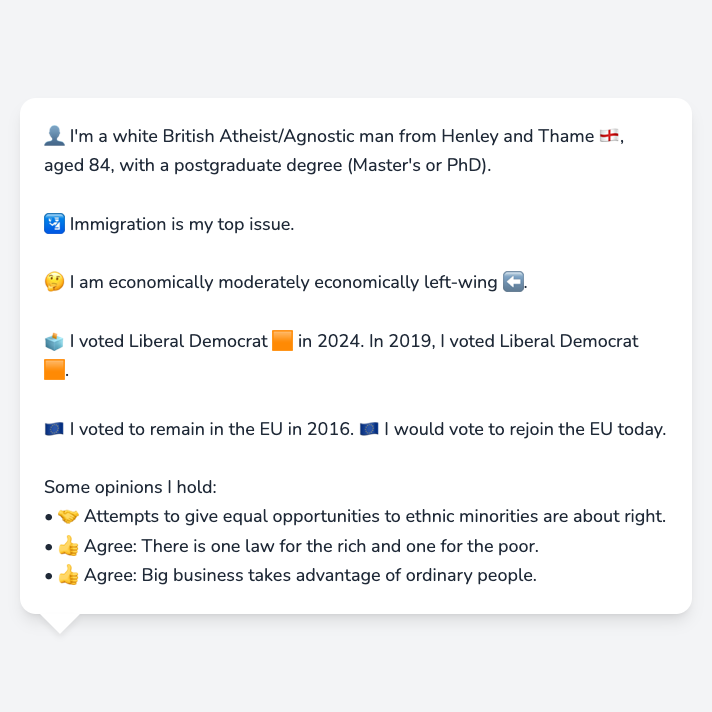 👤 I'm a white British Atheist/Agnostic man from Henley and Thame 🏴󠁧󠁢󠁥󠁮󠁧󠁿,
aged 84, with a postgraduate degree (Master's or PhD).
🛂 Immigration is my top issue.
🤔 I am economically moderately economically left-wing ⬅️.
🗳️ I voted Liberal Democrat 🟧 in 2024. In 2019, I voted Liberal Democrat
🟧.
🇪🇺 I voted to remain in the EU in 2016. 🇪🇺 I would vote to rejoin the EU today.
Some opinions I hold:
• 🤝 Attempts to give equal opportunities to ethnic minorities are about right.
• 👍 Agree: There is one law for the rich and one for the poor.
• 👍 Agree: Big business takes advantage of ordinary people.